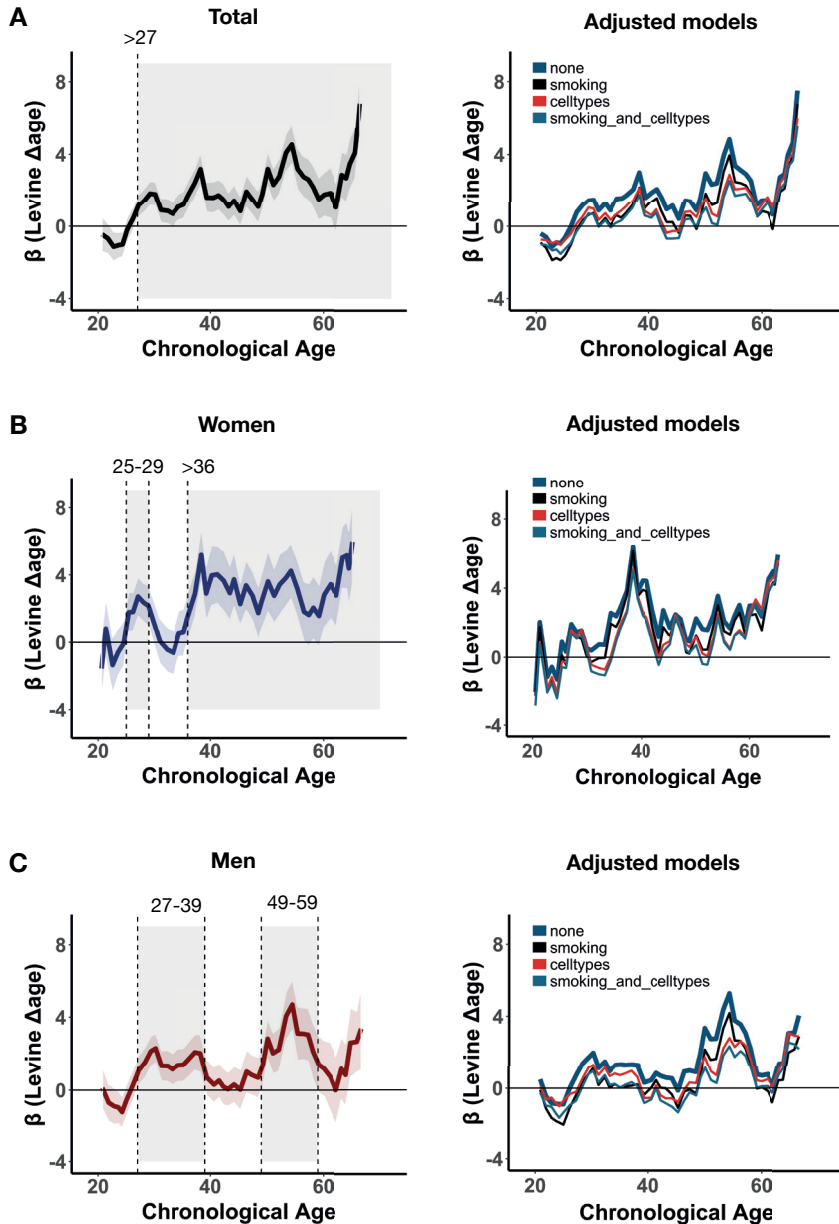 A
Total
>27
β (Levine Δage)
8
4
0
-4
20
40
60
Chronological Age
Adjusted models
none
smoking
celltypes
smoking_and_celltypes
β (Levine Δage)
8
4
0
-4
20
40
60
Chronological Age
B
Women
25-29
>36
β (Levine Δage)
8
4
0
-4
20
40
60
Chronological Age
Adjusted models
none
smoking
celltypes
smoking_and_celltypes
β (Levine Δage)
8
4
0
-4
20
40
60
Chronological Age
C
Men
27-39
49-59
β (Levine Δage)
8
4
0
-4
20
40
60
Chronological Age
Adjusted models
none
smoking
celltypes
smoking_and_celltypes
β (Levine Δage)
8
4
0
-4
20
40
60
Chronological Age